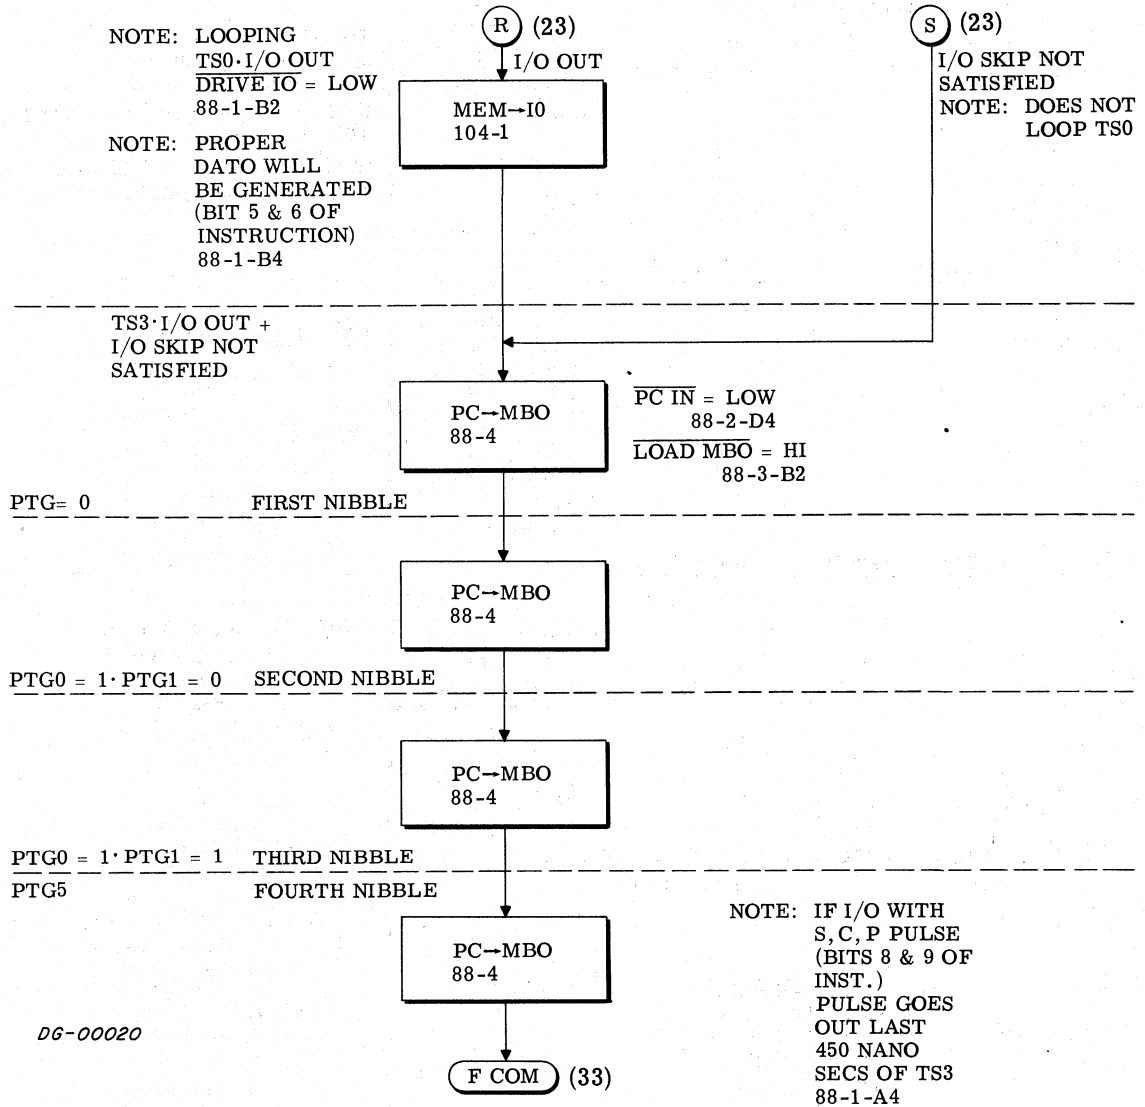 NOTE: LOOPING
TS0·I/O OUT
DRIVE IO = LOW
88-1-B2
NOTE: PROPER
DATO WILL
BE GENERATED
(BIT 5 & 6 OF
INSTRUCTION)
88-1-B4
R (23)
I/O OUT
MEM→I0
104-1
S (23)
I/O SKIP NOT
SATISFIED
NOTE: DOES NOT
LOOP TS0
TS3·I/O OUT +
I/O SKIP NOT
SATISFIED
PC→MBO
88-4
PC IN = LOW
88-2-D4
LOAD MBO = HI
88-3-B2
PTG= 0 FIRST NIBBLE
PC→MBO
88-4
PTG0 = 1·PTG1 = 0 SECOND NIBBLE
PC→MBO
88-4
PTG0 = 1·PTG1 = 1 THIRD NIBBLE
PTG5 FOURTH NIBBLE
PC→MBO
88-4
NOTE: IF I/O WITH
S, C, P PULSE
(BITS 8 & 9 OF
INST.)
PULSE GOES
OUT LAST
450 NANO
SECS OF TS3
88-1-A4
DG-00020
F COM (33)